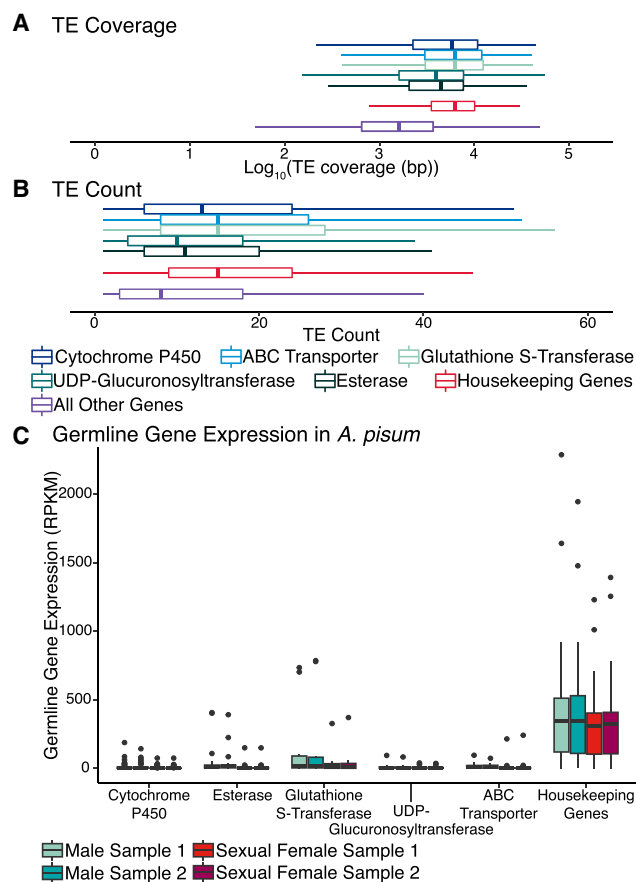 A TE Coverage
0 1 2 3 4 5
Log10(TE coverage (bp))
B TE Count
0 20 40 60
TE Count
Cytochrome P450 ABC Transporter Glutathione S-Transferase
UDP-Glucuronosyltransferase Esterase Housekeeping Genes
All Other Genes
C Germline Gene Expression in A. pisum
Germline Gene Expression (RPKM)
2000
1500
1000
500
0
Cytochrome P450
Esterase
Glutathione S-Transferase
UDP-Glucuronosyltransferase
ABC Transporter
Housekeeping Genes
Male Sample 1 Sexual Female Sample 1
Male Sample 2 Sexual Female Sample 2